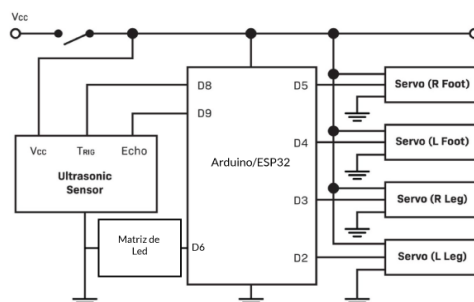 Vcc
D8
D5
Servo (R Foot)
D9
Vcc
Trig
Echo
Arduino/ESP32
D4
Servo (L Foot)
Ultrasonic
Sensor
D3
Servo (R Leg)
Matriz de
Led
D6
D2
Servo (L Leg)